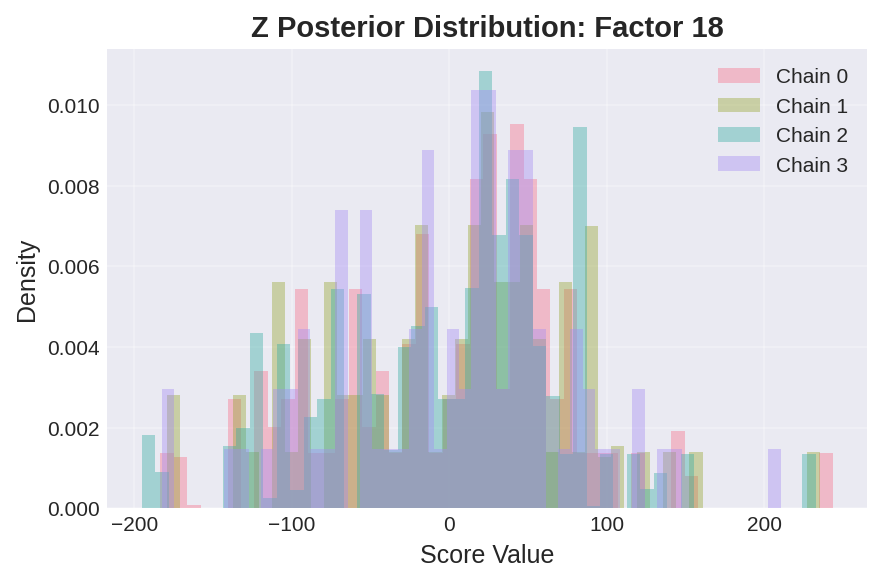 Z Posterior Distribution: Factor 18
Chain 0
Chain 1
Chain 2
Chain 3
Density
0.010
0.008
0.006
0.004
0.002
0.000
−200
−100
0
100
200
Score Value